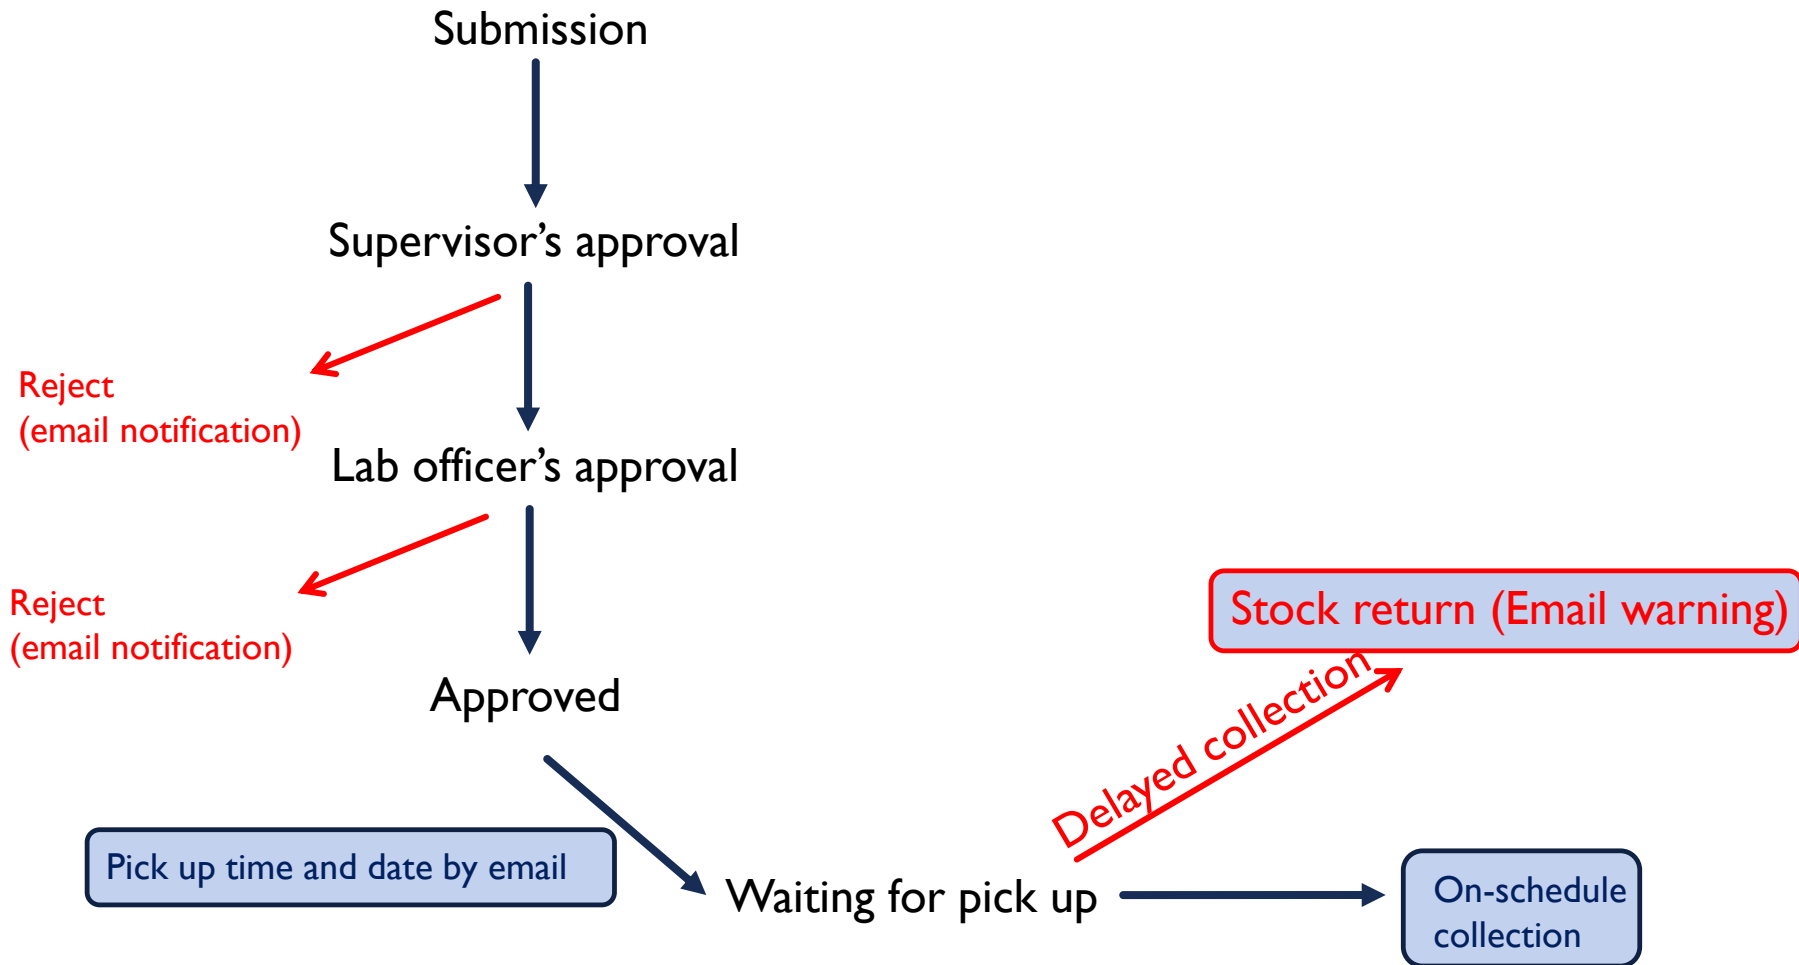 Submission
Supervisor’s approval
Reject
(email notification)
Lab officer’s approval
Reject
(email notification)
Approved
Stock return (Email warning)
Delayed collection
Pick up time and date by email
Waiting for pick up
On-schedule
collection